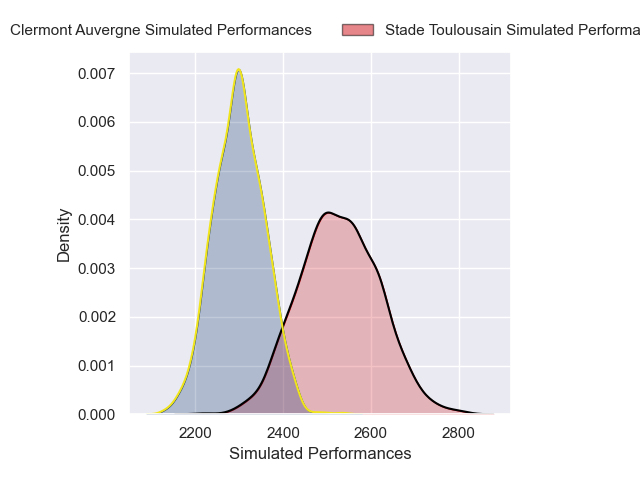 Clermont Auvergne Simulated Performances
Stade Toulousain Simulated Performa
0.007
0.006
0.005
0.004
0.003
0.002
0.001
0.000
Density
2200 2400 2600 2800
Simulated Performances